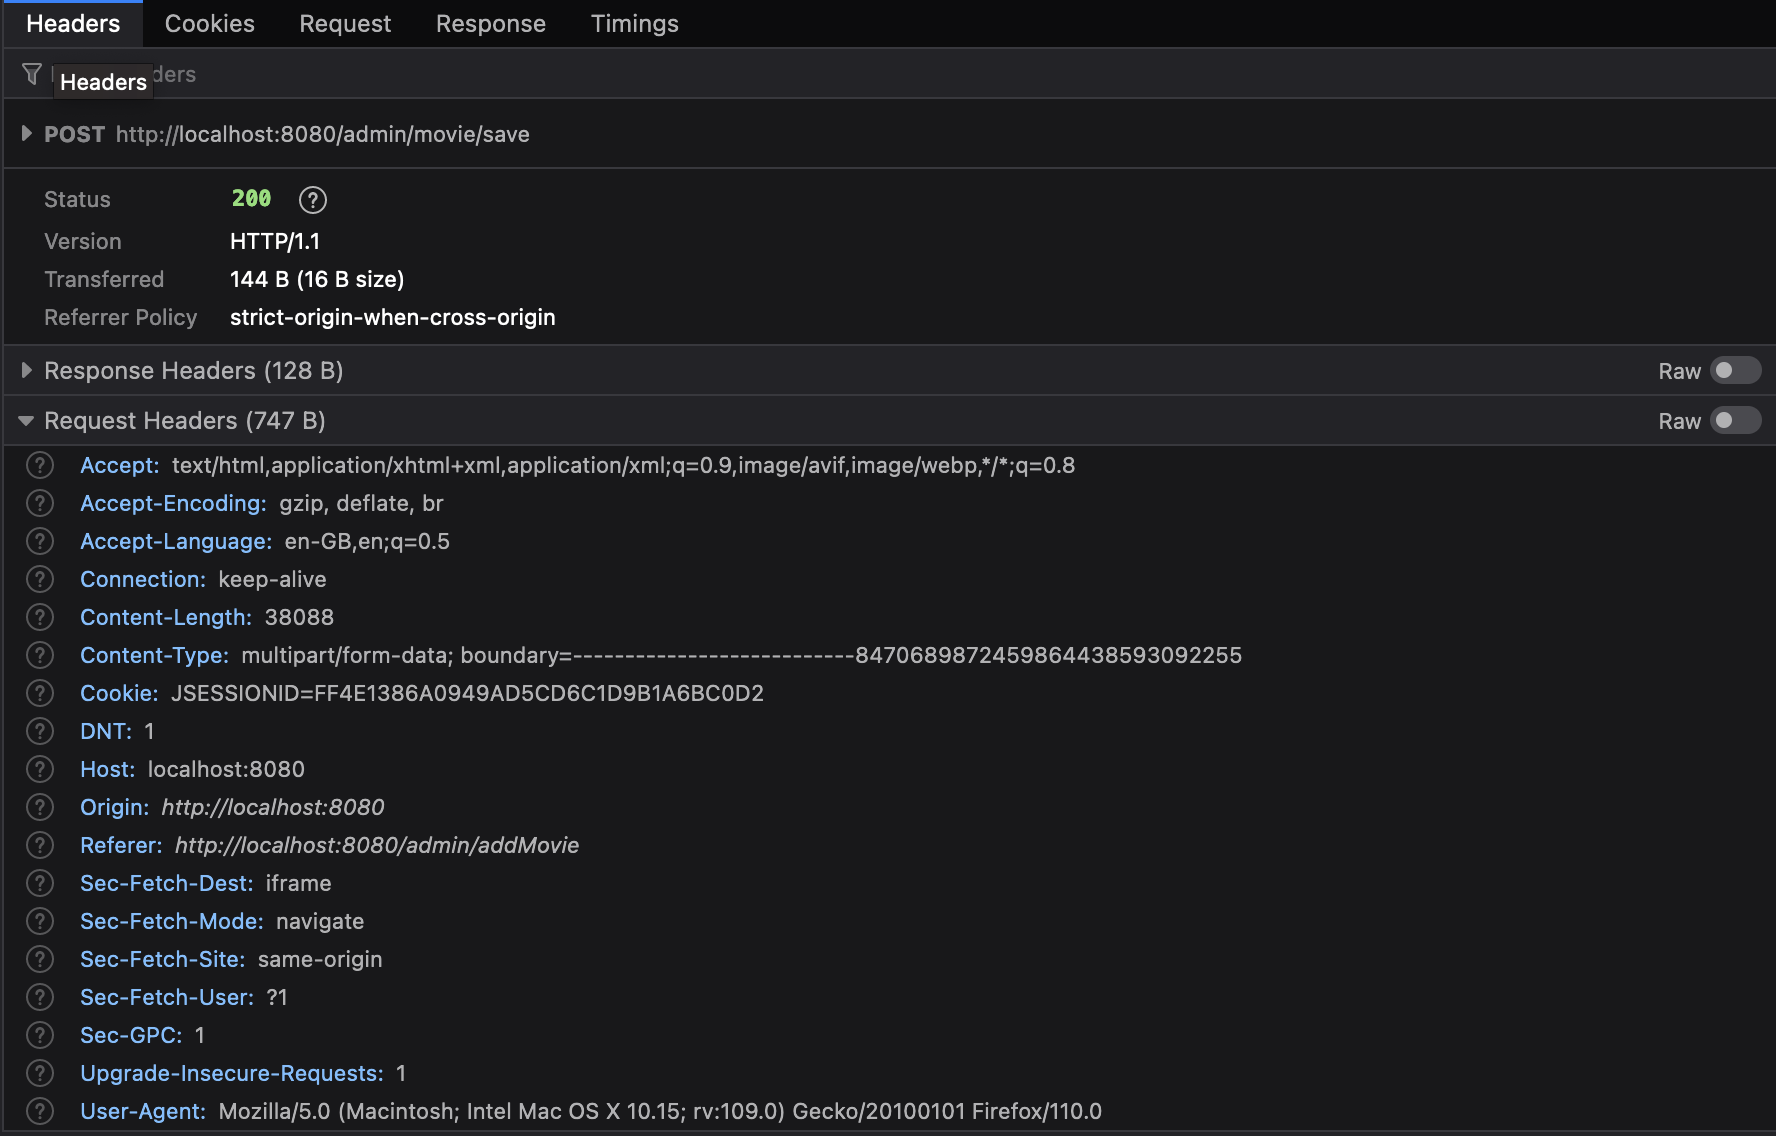 Headers Cookies Request Response Timings
Headers ders
POST http://localhost:8080/admin/movie/save
Status 200
Version HTTP/1.1
Transferred 144 B (16 B size)
Referrer Policy strict-origin-when-cross-origin
Response Headers (128 B) Raw
Request Headers (747 B) Raw
Accept: text/html,application/xhtml+xml,application/xml;q=0.9,image/avif,image/webp,*/*;q=0.8
Accept-Encoding: gzip, deflate, br
Accept-Language: en-GB,en;q=0.5
Connection: keep-alive
Content-Length: 38088
Content-Type: multipart/form-data; boundary=---------------------------8470689872459864438593092255
Cookie: JSESSIONID=FF4E1386A0949AD5CD6C1D9B1A6BC0D2
DNT: 1
Host: localhost:8080
Origin: http://localhost:8080
Referer: http://localhost:8080/admin/addMovie
Sec-Fetch-Dest: iframe
Sec-Fetch-Mode: navigate
Sec-Fetch-Site: same-origin
Sec-Fetch-User: ?1
Sec-GPC: 1
Upgrade-Insecure-Requests: 1
User-Agent: Mozilla/5.0 (Macintosh; Intel Mac OS X 10.15; rv:109.0) Gecko/20100101 Firefox/110.0